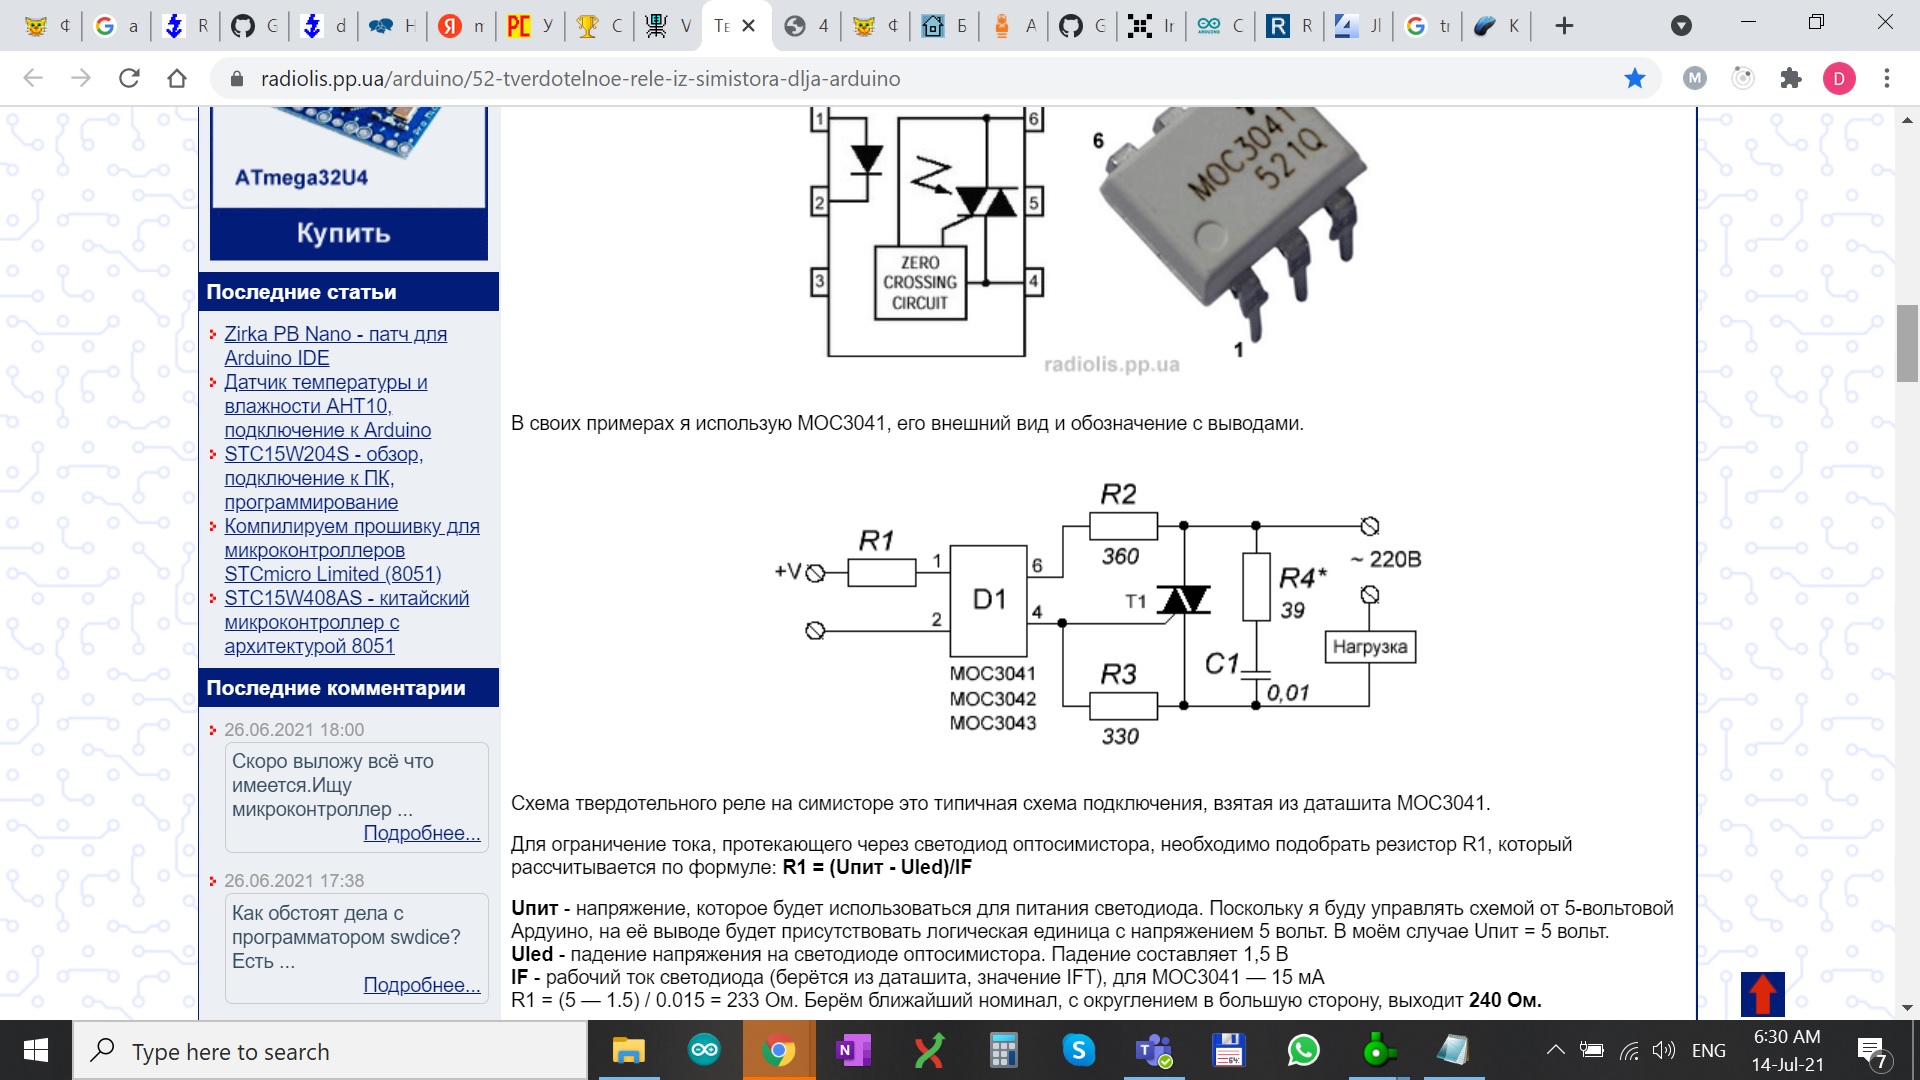 Ф
a
R
G
d
H
m
У
С
V
Тв
4
Ф
Б
А
G
Ir
C
R
Jl
tr
К
radiolis.pp.ua/arduino/52-tverdotelnoe-rele-iz-simistora-dlja-arduino
M
D
ATmega32U4
Купить
Последние статьи
Zirka PB Nano - патч для
Arduino IDE
Датчик температуры и
влажности AHT10,
подключение к Arduino
STC15W204S - обзор,
подключение к ПК,
программирование
Компилируем прошивку для
микроконтроллеров
STCmicro Limited (8051)
STC15W408AS - китайский
микроконтроллер с
архитектурой 8051
Последние комментарии
26.06.2021 18:00
Скоро выложу всё что
имеется.Ищу
микроконтроллер ...
Подробнее...
26.06.2021 17:38
Как обстоят дела с
программатором swdice?
Есть ...
Подробнее...
1
2
3
6
5
4
ZERO
CROSSING
CIRCUIT
6
MOC3041
521Q
1
radiolis.pp.ua
В своих примерах я использую MOC3041, его внешний вид и обозначение с выводами.
R1
+V
1
2
D1
6
4
MOC3041
MOC3042
MOC3043
R2
360
T1
R3
330
R4*
39
C1
0,01
~ 220В
Нагрузка
Схема твердотельного реле на симисторе это типичная схема подключения, взятая из даташита MOC3041.
Для ограничение тока, протекающего через светодиод оптосимистора, необходимо подобрать резистор R1, который
рассчитывается по формуле: R1 = (Uпит - Uled)/IF
Uпит - напряжение, которое будет использоваться для питания светодиода. Поскольку я буду управлять схемой от 5-вольтовой
Ардуино, на её выводе будет присутствовать логическая единица с напряжением 5 вольт. В моём случае Uпит = 5 вольт.
Uled - падение напряжения на светодиоде оптосимистора. Падение составляет 1,5 В
IF - рабочий ток светодиода (берётся из даташита, значение IFT), для MOC3041 — 15 мА
R1 = (5 — 1.5) / 0.015 = 233 Ом. Берём ближайший номинал, с округлением в большую сторону, выходит 240 Ом.
Type here to search
ENG
6:30 AM
14-Jul-21
7